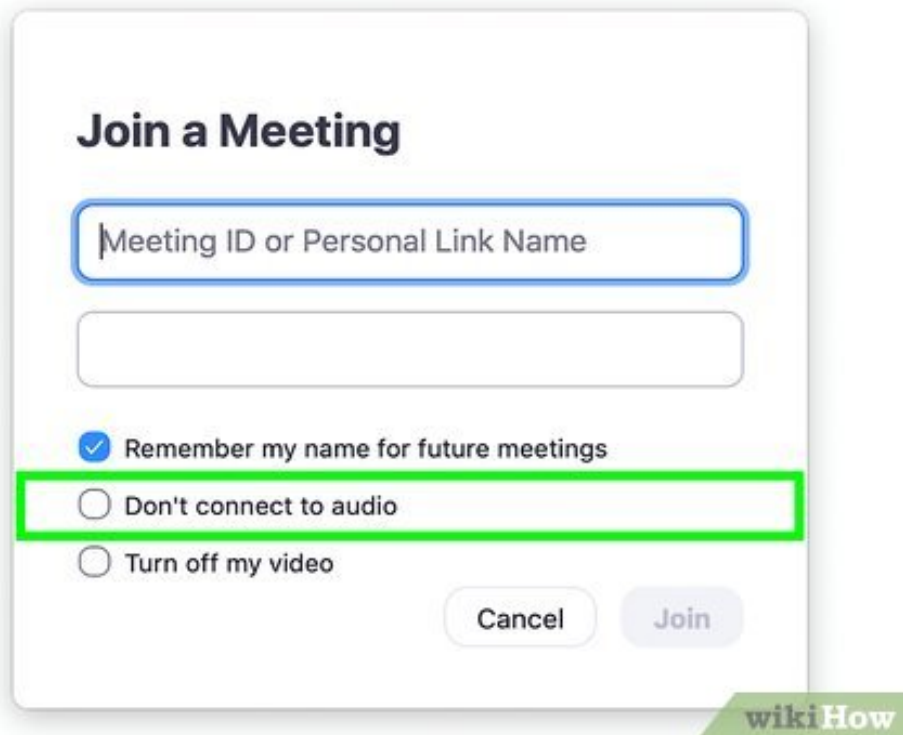 Join a Meeting
Meeting ID or Personal Link Name
Remember my name for future meetings
Don't connect to audio
Turn off my video
Cancel Join
wikiHow